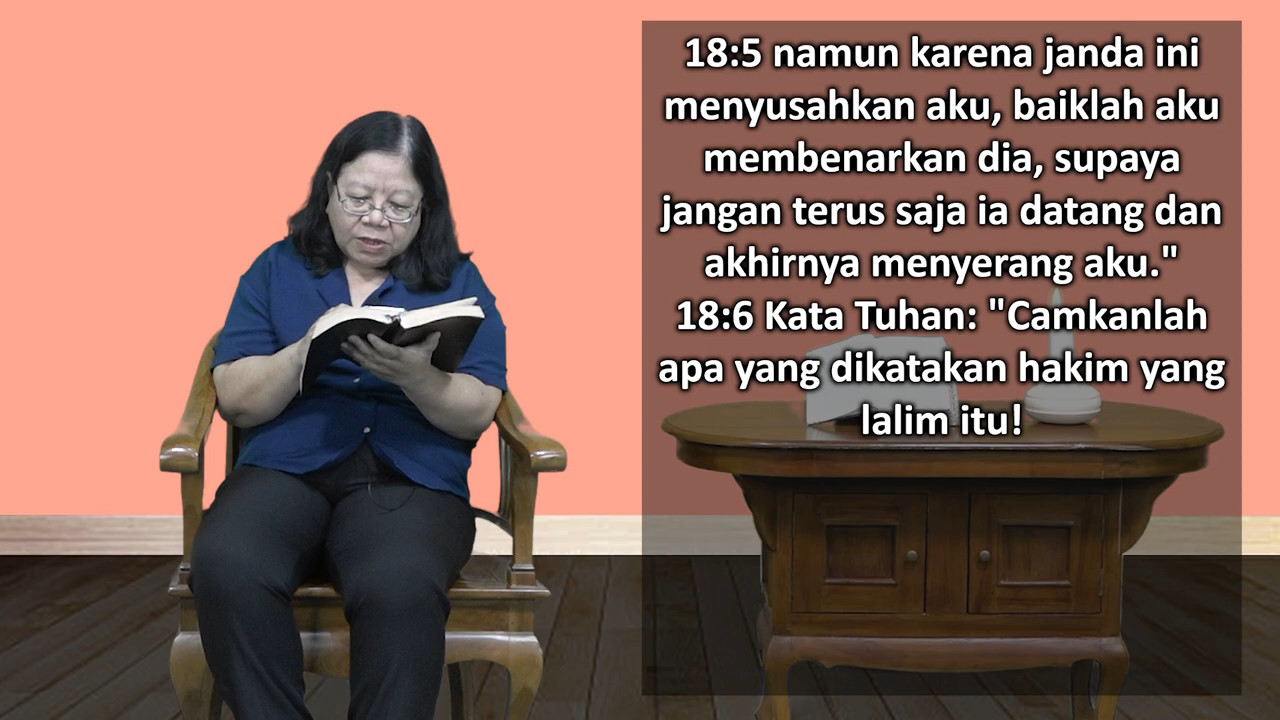 18:5 namun karena janda ini
menyusahkan aku, baiklah aku
membenarkan dia, supaya
jangan terus saja ia datang dan
akhirnya menyerang aku."
18:6 Kata Tuhan: "Camkanlah
apa yang dikatakan hakim yang
lalim itu!